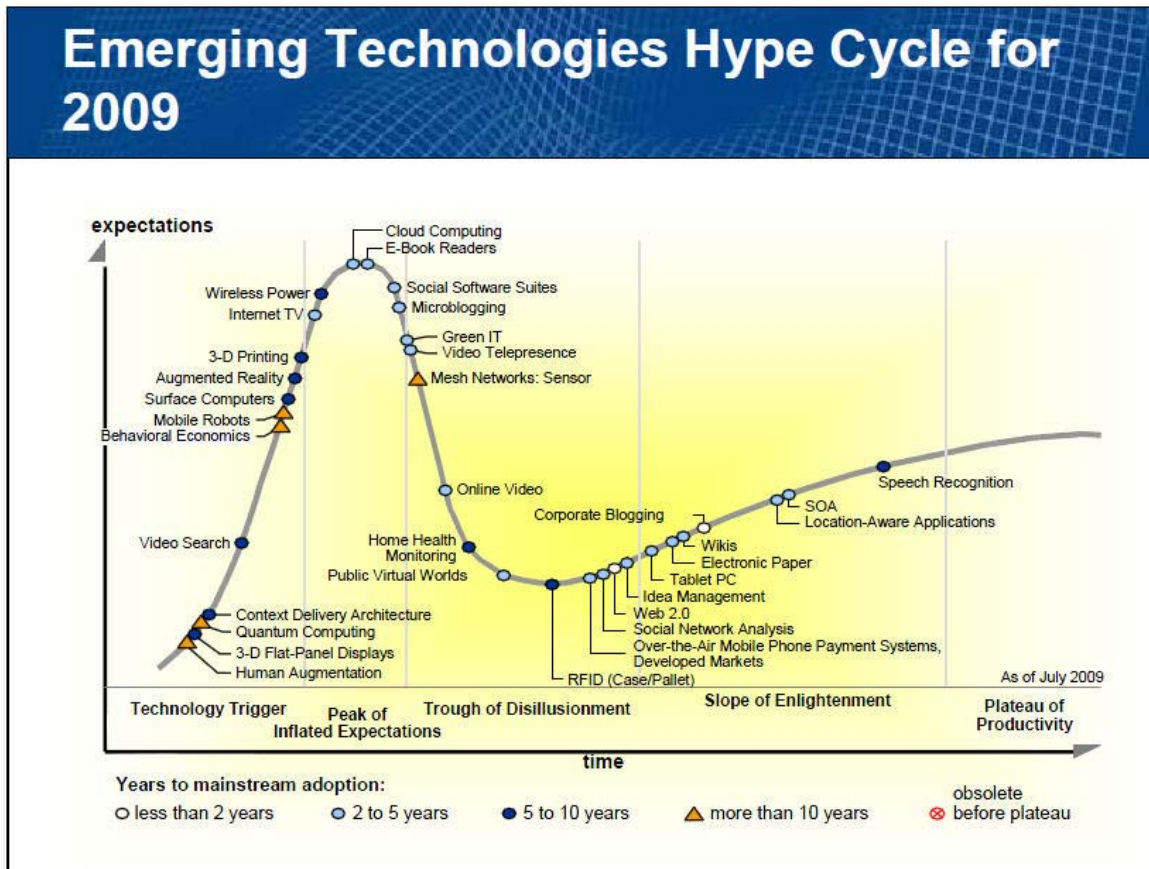 Emerging Technologies Hype Cycle for
2009
expectations
Cloud Computing
E-Book Readers
Social Software Suites
Wireless Power
Microblogging
Internet TV
Green IT
Video Telepresence
3-D Printing
Augmented Reality
Mesh Networks: Sensor
Surface Computers
Mobile Robots
Behavioral Economics
Speech Recognition
Online Video
SOA
Corporate Blogging
Location-Aware Applications
Video Search
Home Health
Monitoring
Wikis
Electronic Paper
Public Virtual Worlds
Tablet PC
Idea Management
Context Delivery Architecture
Web 2.0
Quantum Computing
Social Network Analysis
3-D Flat-Panel Displays
Over-the-Air Mobile Phone Payment Systems,
Developed Markets
Human Augmentation
RFID (Case/Pallet)
As of July 2009
Technology Trigger
Peak of
Inflated Expectations
Trough of Disillusionment
Slope of Enlightenment
Plateau of
Productivity
time
Years to mainstream adoption:
less than 2 years
2 to 5 years
5 to 10 years
more than 10 years
obsolete
before plateau